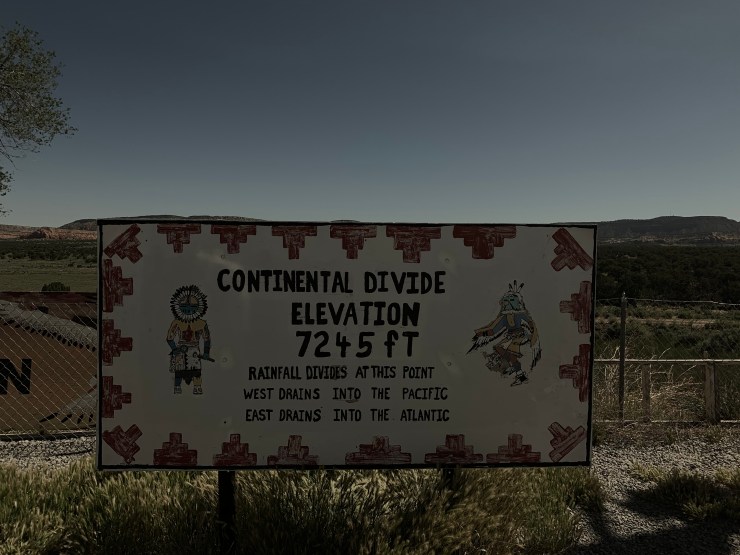 CONTINENTAL DIVIDE
ELEVATION
7245 fT
RAINFALL DIVIDES AT THIS POINT
WEST DRAINS INTO THE PACIFIC
EAST DRAINS INTO THE ATLANTIC
N